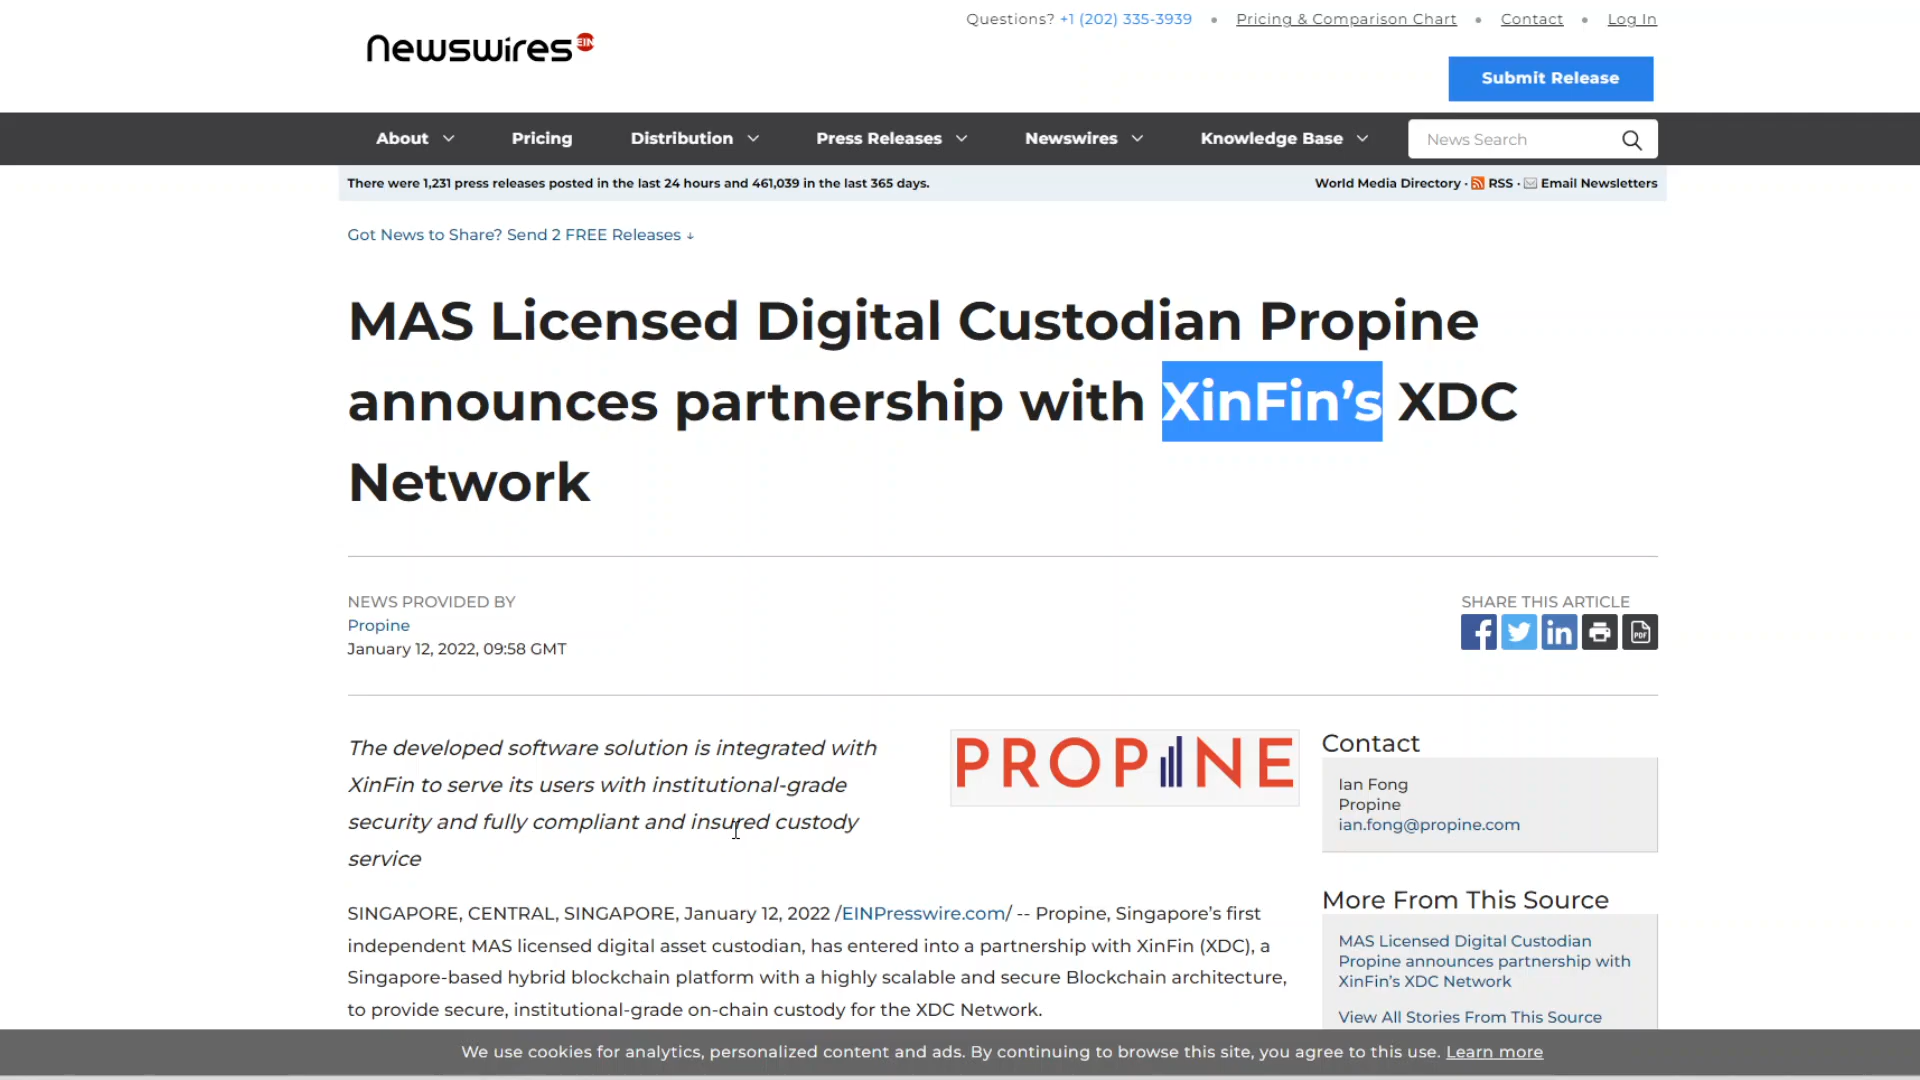 Questions? +1 (202) 335-3939 • Pricing & Comparison Chart • Contact • Log In
Newswires EIN
Submit Release
About Pricing Distribution Press Releases Newswires Knowledge Base News Search
There were 1,231 press releases posted in the last 24 hours and 461,039 in the last 365 days. World Media Directory · RSS · Email Newsletters
Got News to Share? Send 2 FREE Releases ↓
MAS Licensed Digital Custodian Propine
announces partnership with XinFin’s XDC
Network
NEWS PROVIDED BY
Propine
January 12, 2022, 09:58 GMT
SHARE THIS ARTICLE
PDF
The developed software solution is integrated with
XinFin to serve its users with institutional-grade
security and fully compliant and insured custody
service
PROPINE
SINGAPORE, CENTRAL, SINGAPORE, January 12, 2022 /EINPresswire.com/ -- Propine, Singapore’s first
independent MAS licensed digital asset custodian, has entered into a partnership with XinFin (XDC), a
Singapore-based hybrid blockchain platform with a highly scalable and secure Blockchain architecture,
to provide secure, institutional-grade on-chain custody for the XDC Network.
Contact
Ian Fong
Propine
ian.fong@propine.com
More From This Source
MAS Licensed Digital Custodian
Propine announces partnership with
XinFin’s XDC Network
View All Stories From This Source
We use cookies for analytics, personalized content and ads. By continuing to browse this site, you agree to this use. Learn more